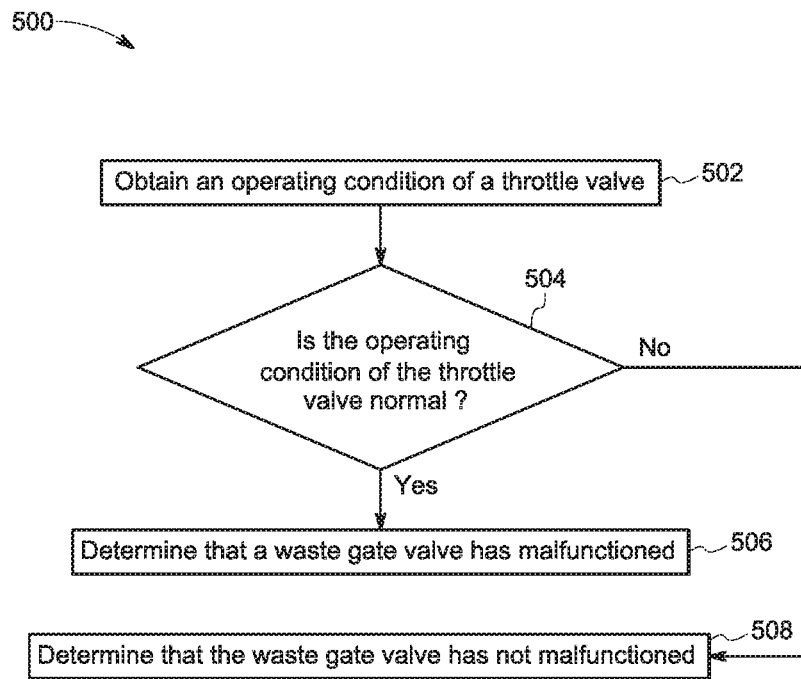 500
Obtain an operating condition of a throttle valve
502
504
Is the operating
condition of the throttle
valve normal ?
No
Yes
Determine that a waste gate valve has malfunctioned
506
508
Determine that the waste gate valve has not malfunctioned